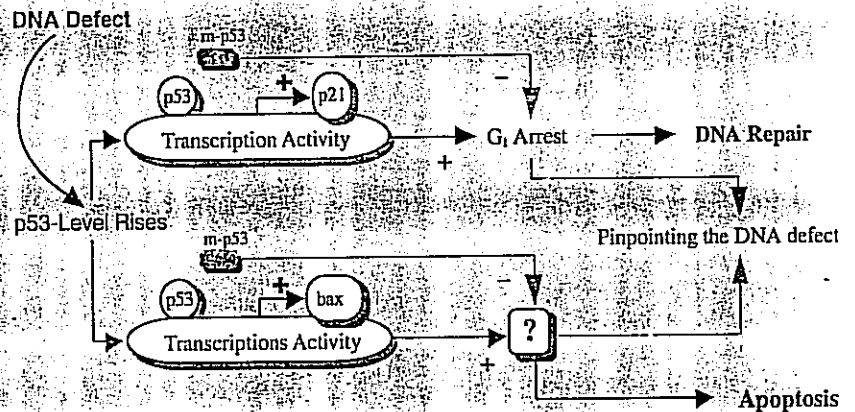 DNA Defect
m-p53
+
p53
p21
−
Transcription Activity
+
G₁ Arrest
DNA Repair
p53-Level Rises
m-p53
Pinpointing the DNA defect
+
p53
bax
−
Transcriptions Activity
+
?
Apoptosis